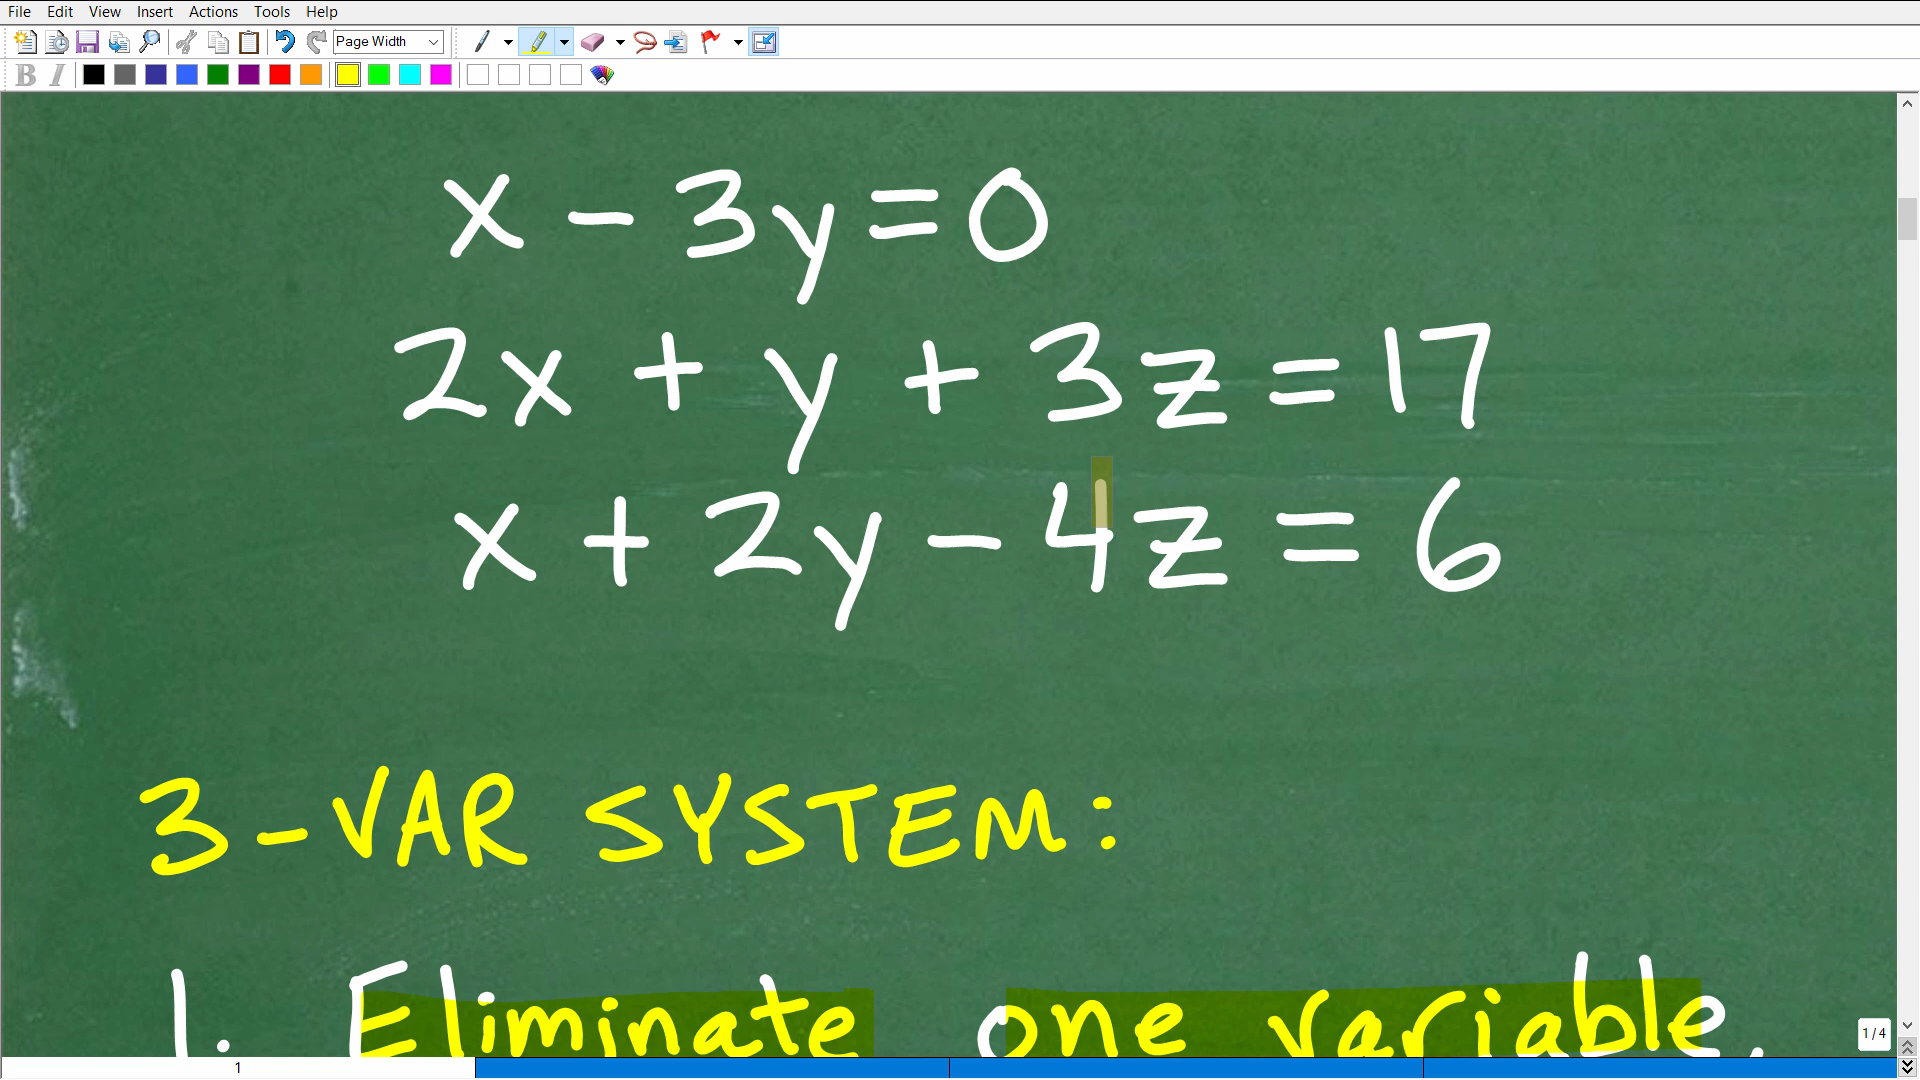 File Edit View Insert Actions Tools Help
Page Width
B I
x - 3y = 0
2x + y + 3z = 17
x + 2y - 4z = 6
3-VAR SYSTEM:
1. Eliminate one variable.
1 / 4
1